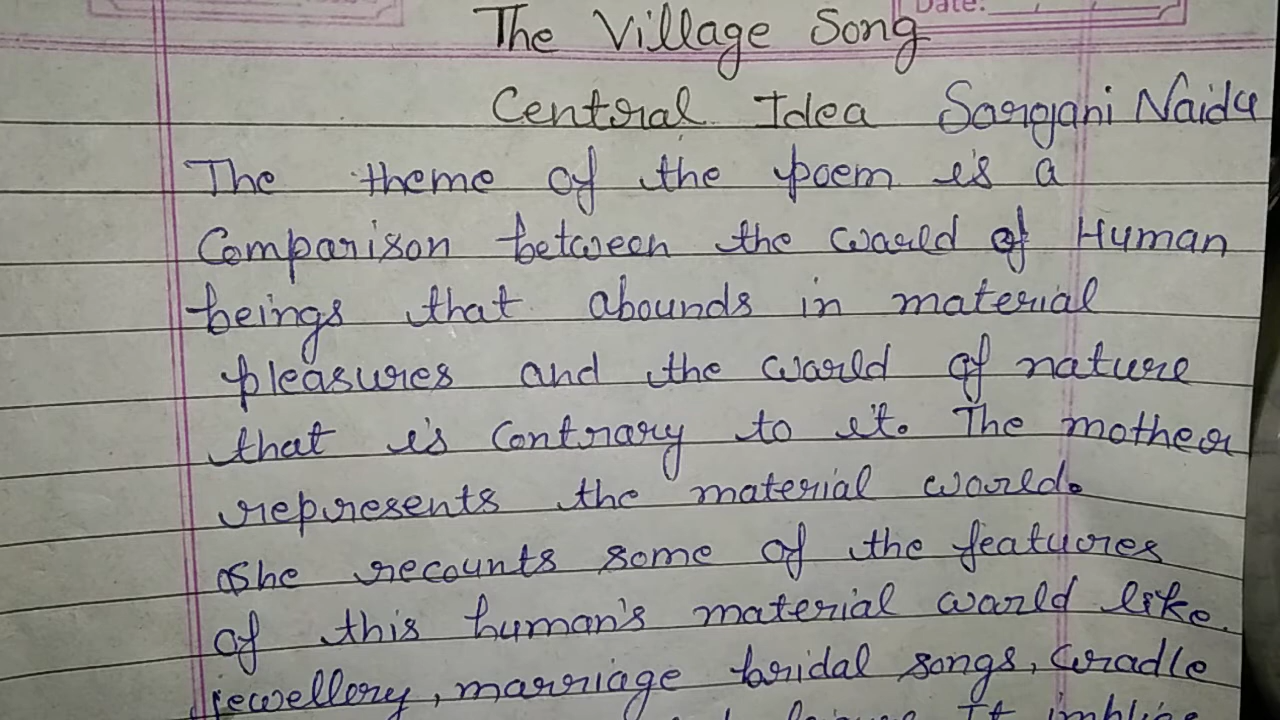 Date:
The Village Song
Central Idea Sarojani Naidu
The theme of the poem is a
Comparison between the world of Human
beings that abounds in material
pleasures and the world of nature
that is Contrary to it. The mother
represents the material world.
She recounts some of the features
of this human's material world like
jewellery, marriage bridal songs, Cradle
It